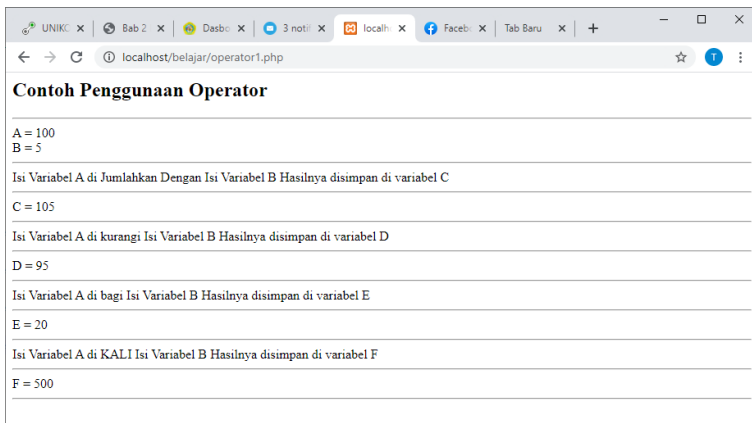 UNIKC
Bab 2
Dasbo
3 notif
localh
Faceb
Tab Baru
localhost/belajar/operator1.php
T
Contoh Penggunaan Operator
A = 100
B = 5
Isi Variabel A di Jumlahkan Dengan Isi Variabel B Hasilnya disimpan di variabel C
C = 105
Isi Variabel A di kurangi Isi Variabel B Hasilnya disimpan di variabel D
D = 95
Isi Variabel A di bagi Isi Variabel B Hasilnya disimpan di variabel E
E = 20
Isi Variabel A di KALI Isi Variabel B Hasilnya disimpan di variabel F
F = 500